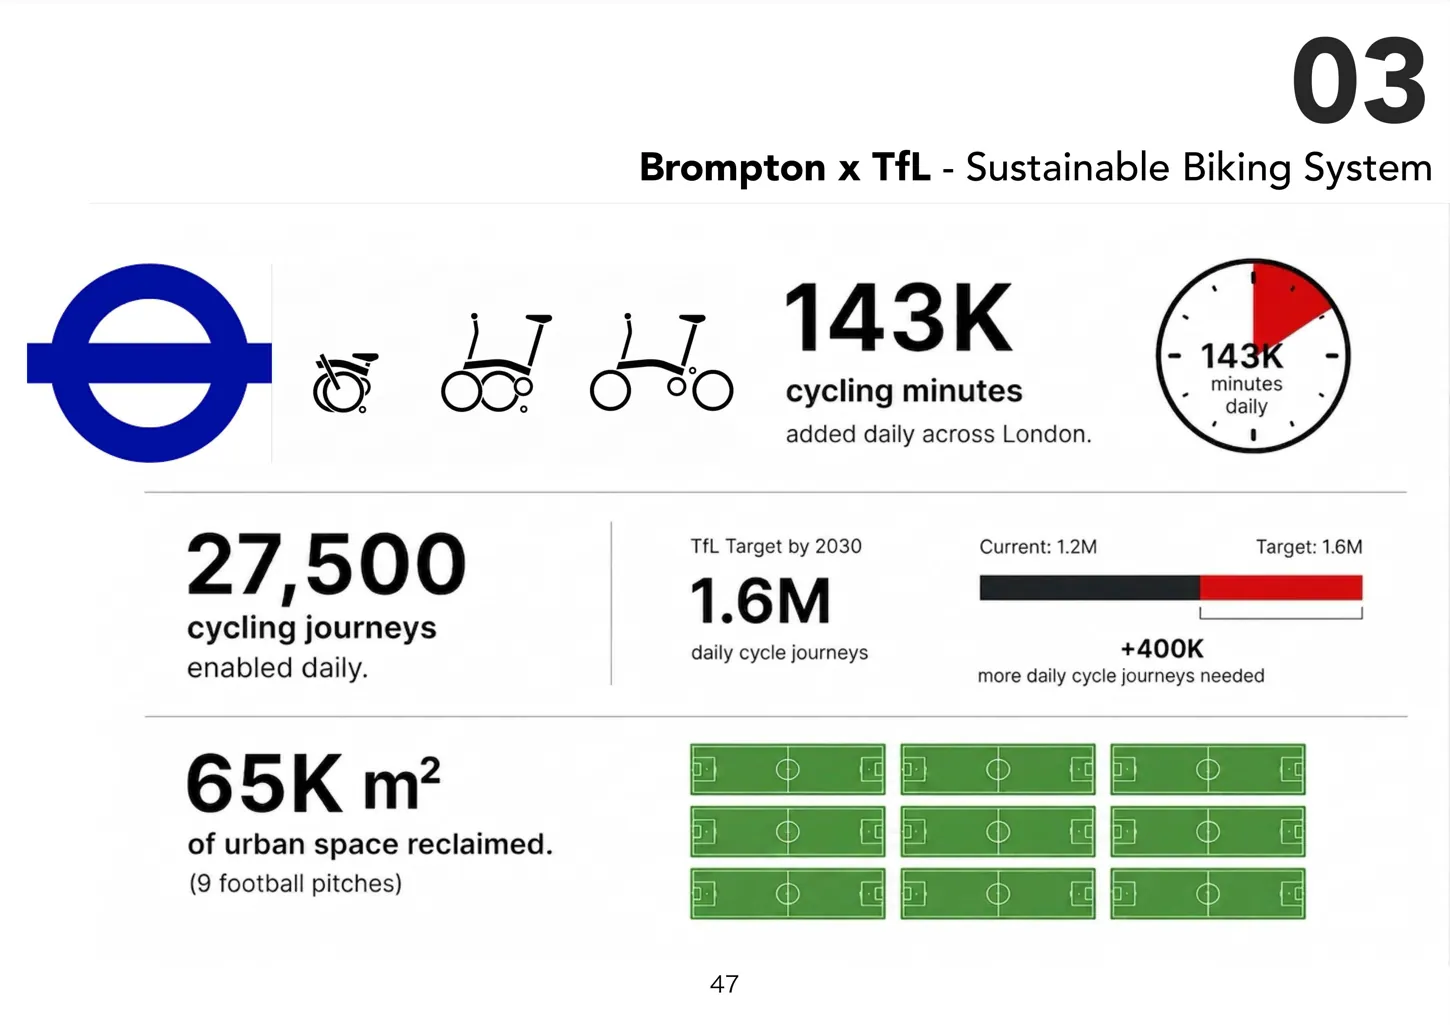 03
Brompton x TfL - Sustainable Biking System
143K
cycling minutes
added daily across London.
143K
minutes
daily
27,500
cycling journeys
enabled daily.
TfL Target by 2030
1.6M
daily cycle journeys
Current: 1.2M
Target: 1.6M
+400K
more daily cycle journeys needed
65K m²
of urban space reclaimed.
(9 football pitches)
47